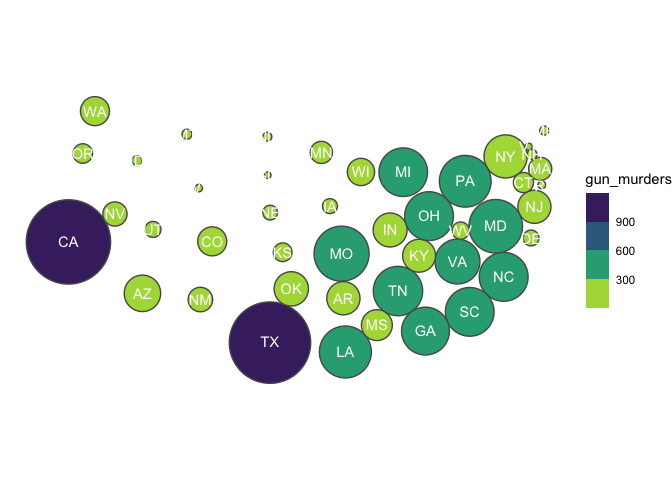 WA
OR
MN
WI
MI
NY
MA
PA
CT
NV
NE
IA
OH
NJ
CA
UT
CO
IN
WV
MD
DE
KS
MO
KY
VA
AZ
NM
OK
AR
TN
NC
SC
MS
GA
TX
LA
gun_murders
900
600
300